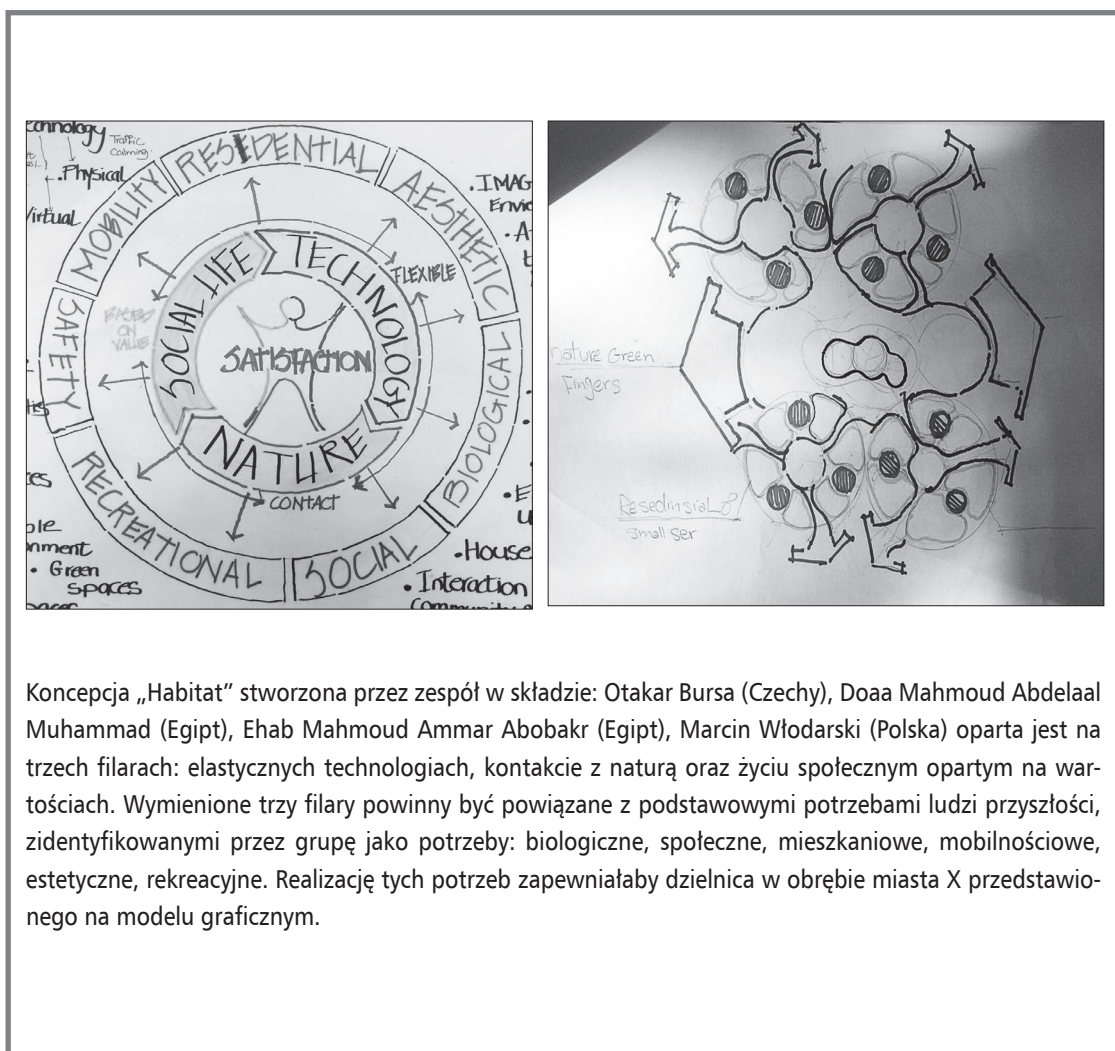 echnology
Traffic
Calming
Physical
Virtual
RESIDENTIAL
AESTHETIC
BIOLOGICAL
SOCIAL
RECREATIONAL
SAFETY
MOBILITY
SOCIAL LIFE
TECHNOLOGY
NATURE
SATISFACTION
FLEXIBLE
BASED
ON
VALUE
CONTACT
• IMAG
Envi
• Green
spaces
• House
• Interaction
nature Green
Fingers
Resedinsial
small ser
Koncepcja „Habitat” stworzona przez zespół w składzie: Otakar Bursa (Czechy), Doaa Mahmoud Abdelaal
Muhammad (Egipt), Ehab Mahmoud Ammar Abobakr (Egipt), Marcin Włodarski (Polska) oparta jest na
trzech filarach: elastycznych technologiach, kontakcie z naturą oraz życiu społecznym opartym na war-
tościach. Wymienione trzy filary powinny być powiązane z podstawowymi potrzebami ludzi przyszłości,
zidentyfikowanymi przez grupę jako potrzeby: biologiczne, społeczne, mieszkaniowe, mobilnościowe,
estetyczne, rekreacyjne. Realizację tych potrzeb zapewniałaby dzielnica w obrębie miasta X przedstawio-
nego na modelu graficznym.